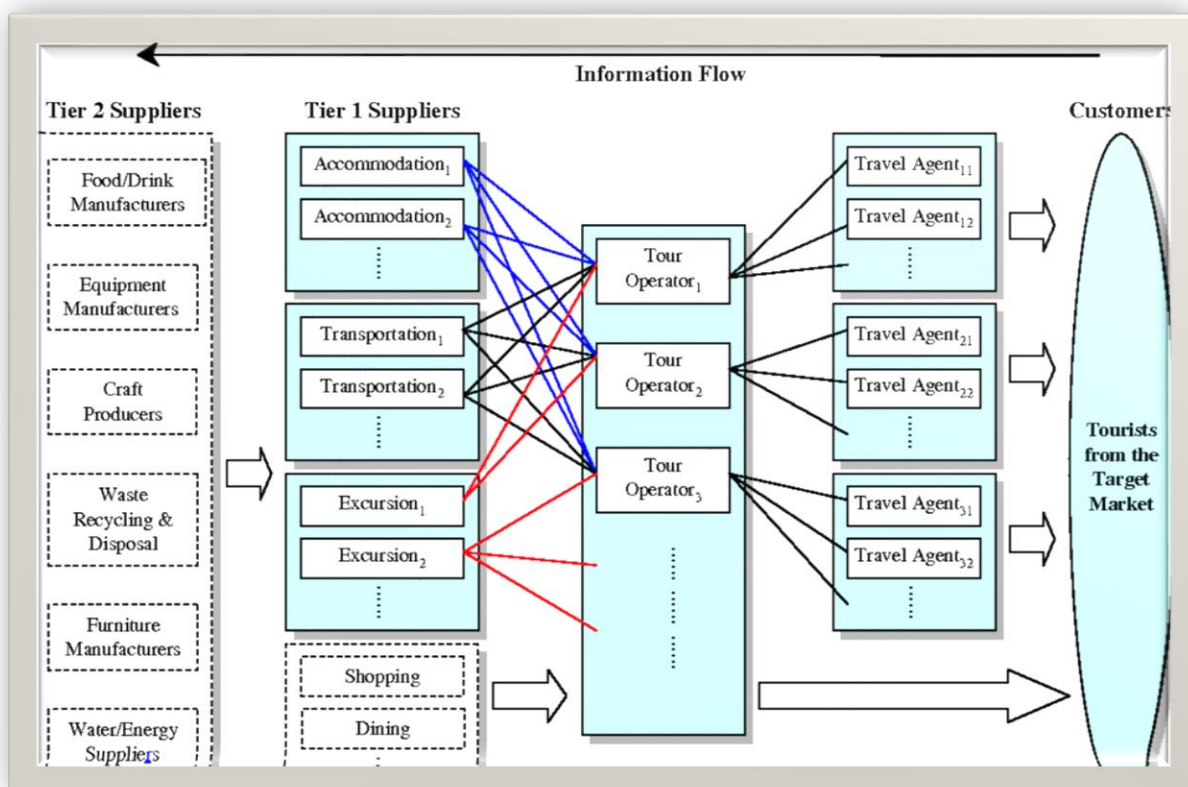 Information Flow
Tier 2 Suppliers
Food/Drink
Manufacturers
Equipment
Manufacturers
Craft
Producers
Waste
Recycling &
Disposal
Furniture
Manufacturers
Water/Energy
Suppliers
Tier 1 Suppliers
Accommodation₁
Accommodation₂
Transportation₁
Transportation₂
Excursion₁
Excursion₂
Shopping
Dining
Tour
Operator₁
Tour
Operator₂
Tour
Operator₃
Travel Agent₁₁
Travel Agent₁₂
Travel Agent₂₁
Travel Agent₂₂
Travel Agent₃₁
Travel Agent₃₂
Customers
Tourists
from the
Target
Market